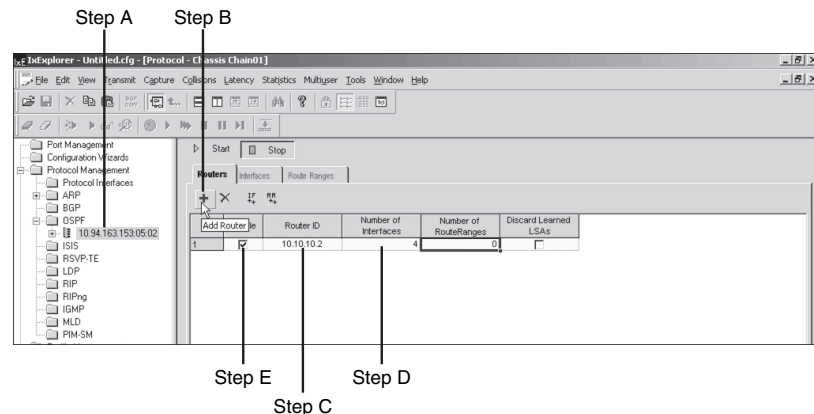 Step A
Step B
IxExplorer - Untitled.cfg - [Protocol - Chassis Chain01]
File Edit View Transmit Capture Collisions Latency Statistics Multiuser Tools Window Help
Start Stop
Port Management
Configuration Wizards
Protocol Management
Protocol Interfaces
ARP
BGP
OSPF
10.94.163.153:05:02
ISIS
RSVP-TE
LDP
RIP
RIPng
IGMP
MLD
PIM-SM
Routers Interfaces Route Ranges
Add Router
Router ID
Number of Interfaces
Number of RouteRanges
Discard Learned LSAs
1 10.10.10.2 4 0
Step E
Step D
Step C